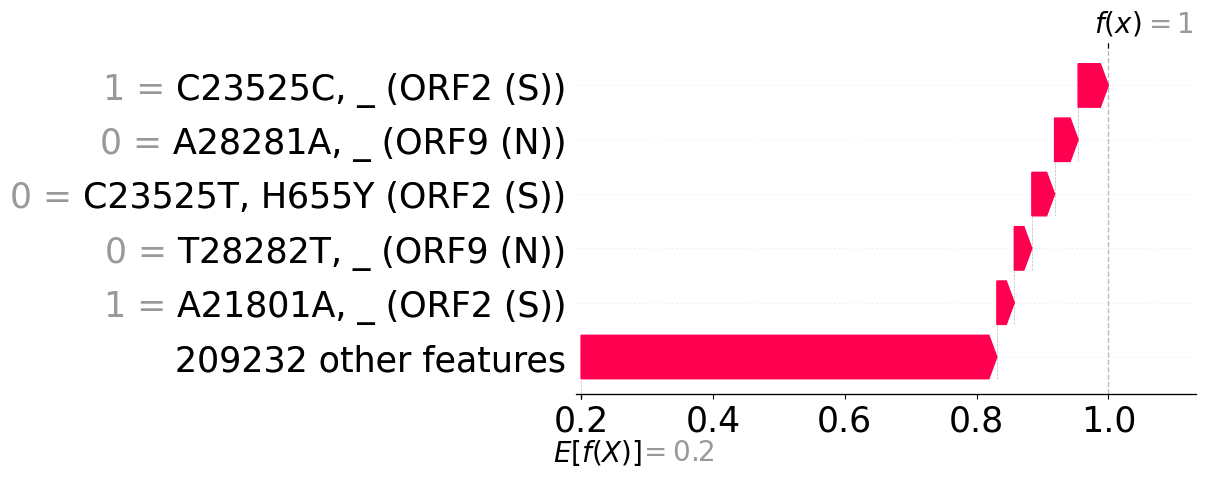 f(x) = 1
1 = C23525C, _ (ORF2 (S))
0 = A28281A, _ (ORF9 (N))
0 = C23525T, H655Y (ORF2 (S))
0 = T28282T, _ (ORF9 (N))
1 = A21801A, _ (ORF2 (S))
209232 other features
0.2 0.4 0.6 0.8 1.0
E[f(X)] = 0.2